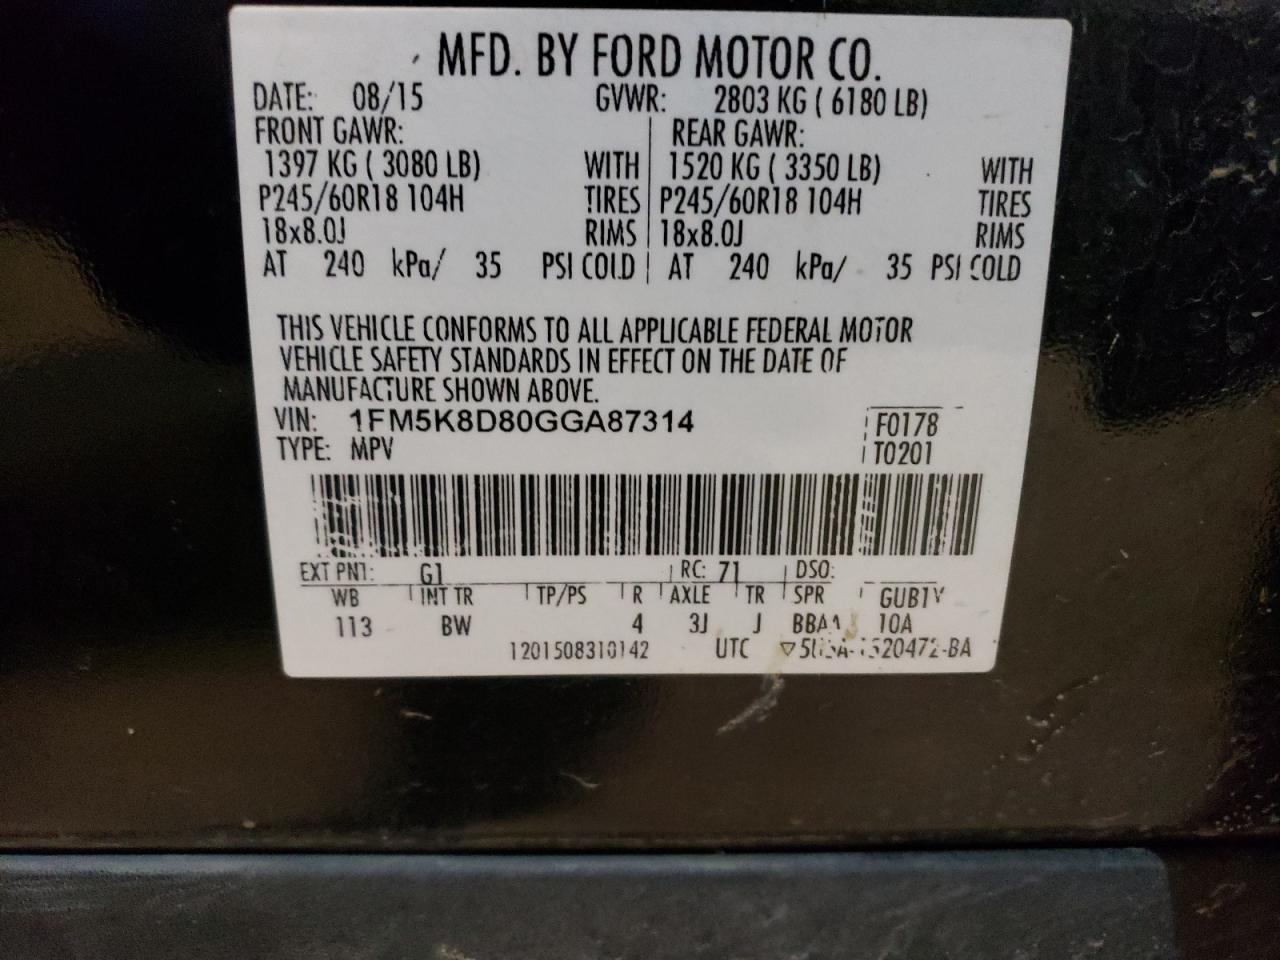 MFD. BY FORD MOTOR CO.
DATE: 08/15 GVWR: 2803 KG ( 6180 LB)
FRONT GAWR: REAR GAWR:
1397 KG ( 3080 LB) WITH 1520 KG ( 3350 LB) WITH
P245/60R18 104H TIRES P245/60R18 104H TIRES
18x8.0J RIMS 18x8.0J RIMS
AT 240 kPa/ 35 PSI COLD AT 240 kPa/ 35 PSI COLD
THIS VEHICLE CONFORMS TO ALL APPLICABLE FEDERAL MOTOR
VEHICLE SAFETY STANDARDS IN EFFECT ON THE DATE OF
MANUFACTURE SHOWN ABOVE.
VIN: 1FM5K8D80GGA87314 F0178
TYPE: MPV T0201
EXT PNT: G1 RC: 71 DSO:
WB INT TR TP/PS R AXLE TR SPR
113 BW 4 3J J 10A
1201508310142 UTC